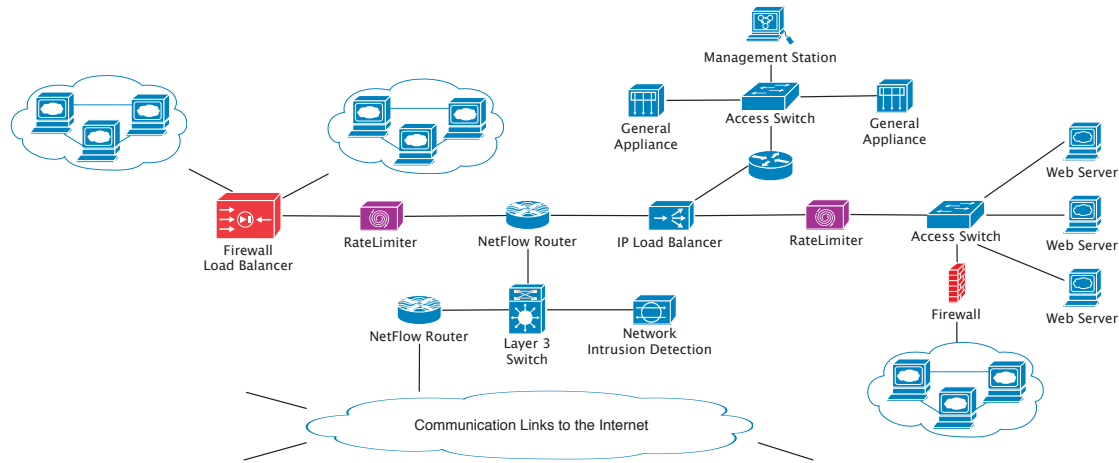 Management Station
General
Appliance
Access Switch
General
Appliance
Web Server
Firewall
Load Balancer
RateLimiter
NetFlow Router
IP Load Balancer
RateLimiter
Access Switch
Web Server
NetFlow Router
Layer 3
Switch
Network
Intrusion Detection
Firewall
Web Server
Communication Links to the Internet